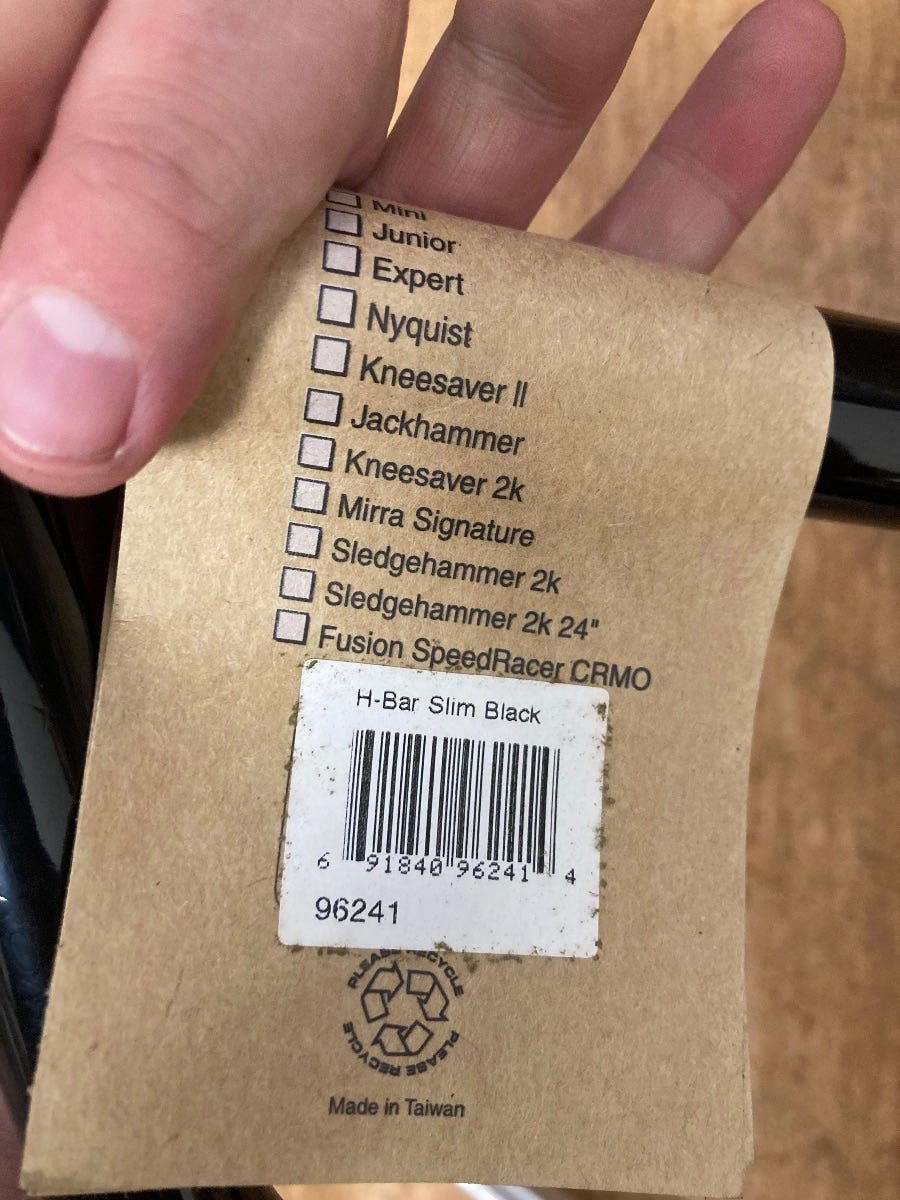 Mini
Junior
Expert
Nyquist
Kneesaver II
Jackhammer
Kneesaver 2k
Mirra Signature
Sledgehammer 2k
Sledgehammer 2k 24"
Fusion SpeedRacer CRMO
H-Bar Slim Black
6 91840 96241 4
96241
PLEASE RECYCLE
PLEASE RECYCLE
Made in Taiwan